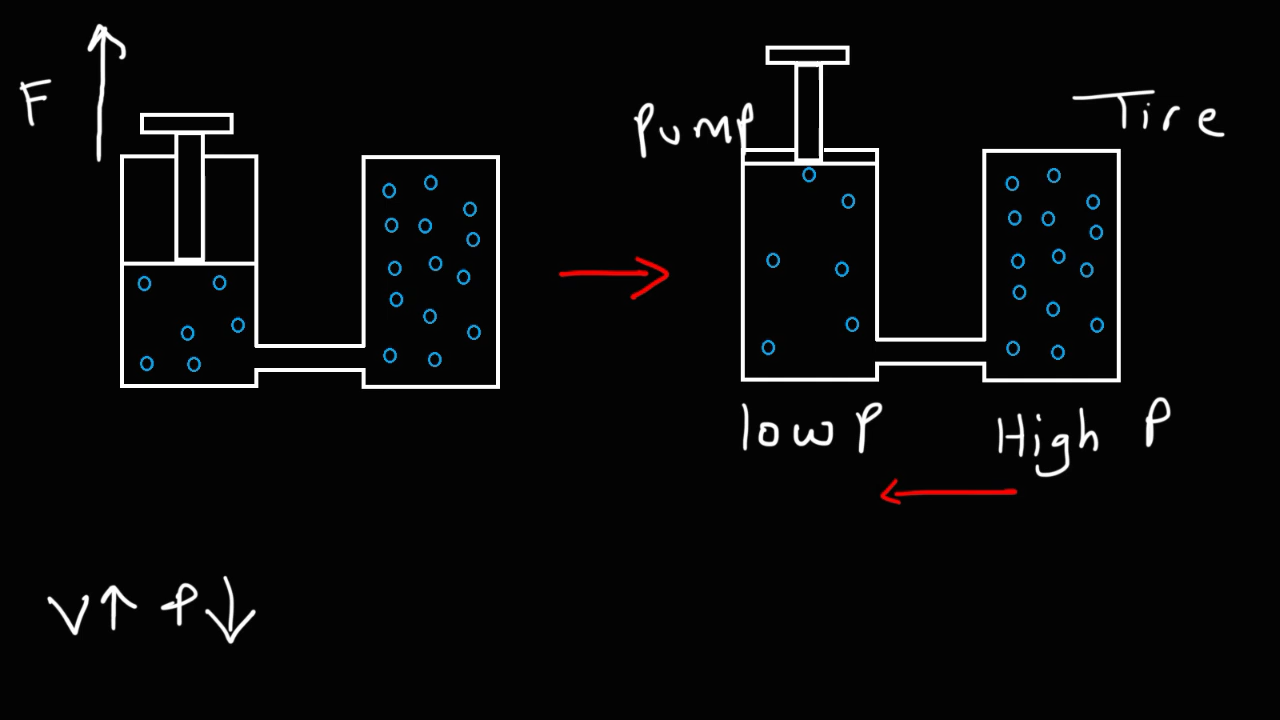 F
Pump
Tire
low P
High P
V↑ P↓